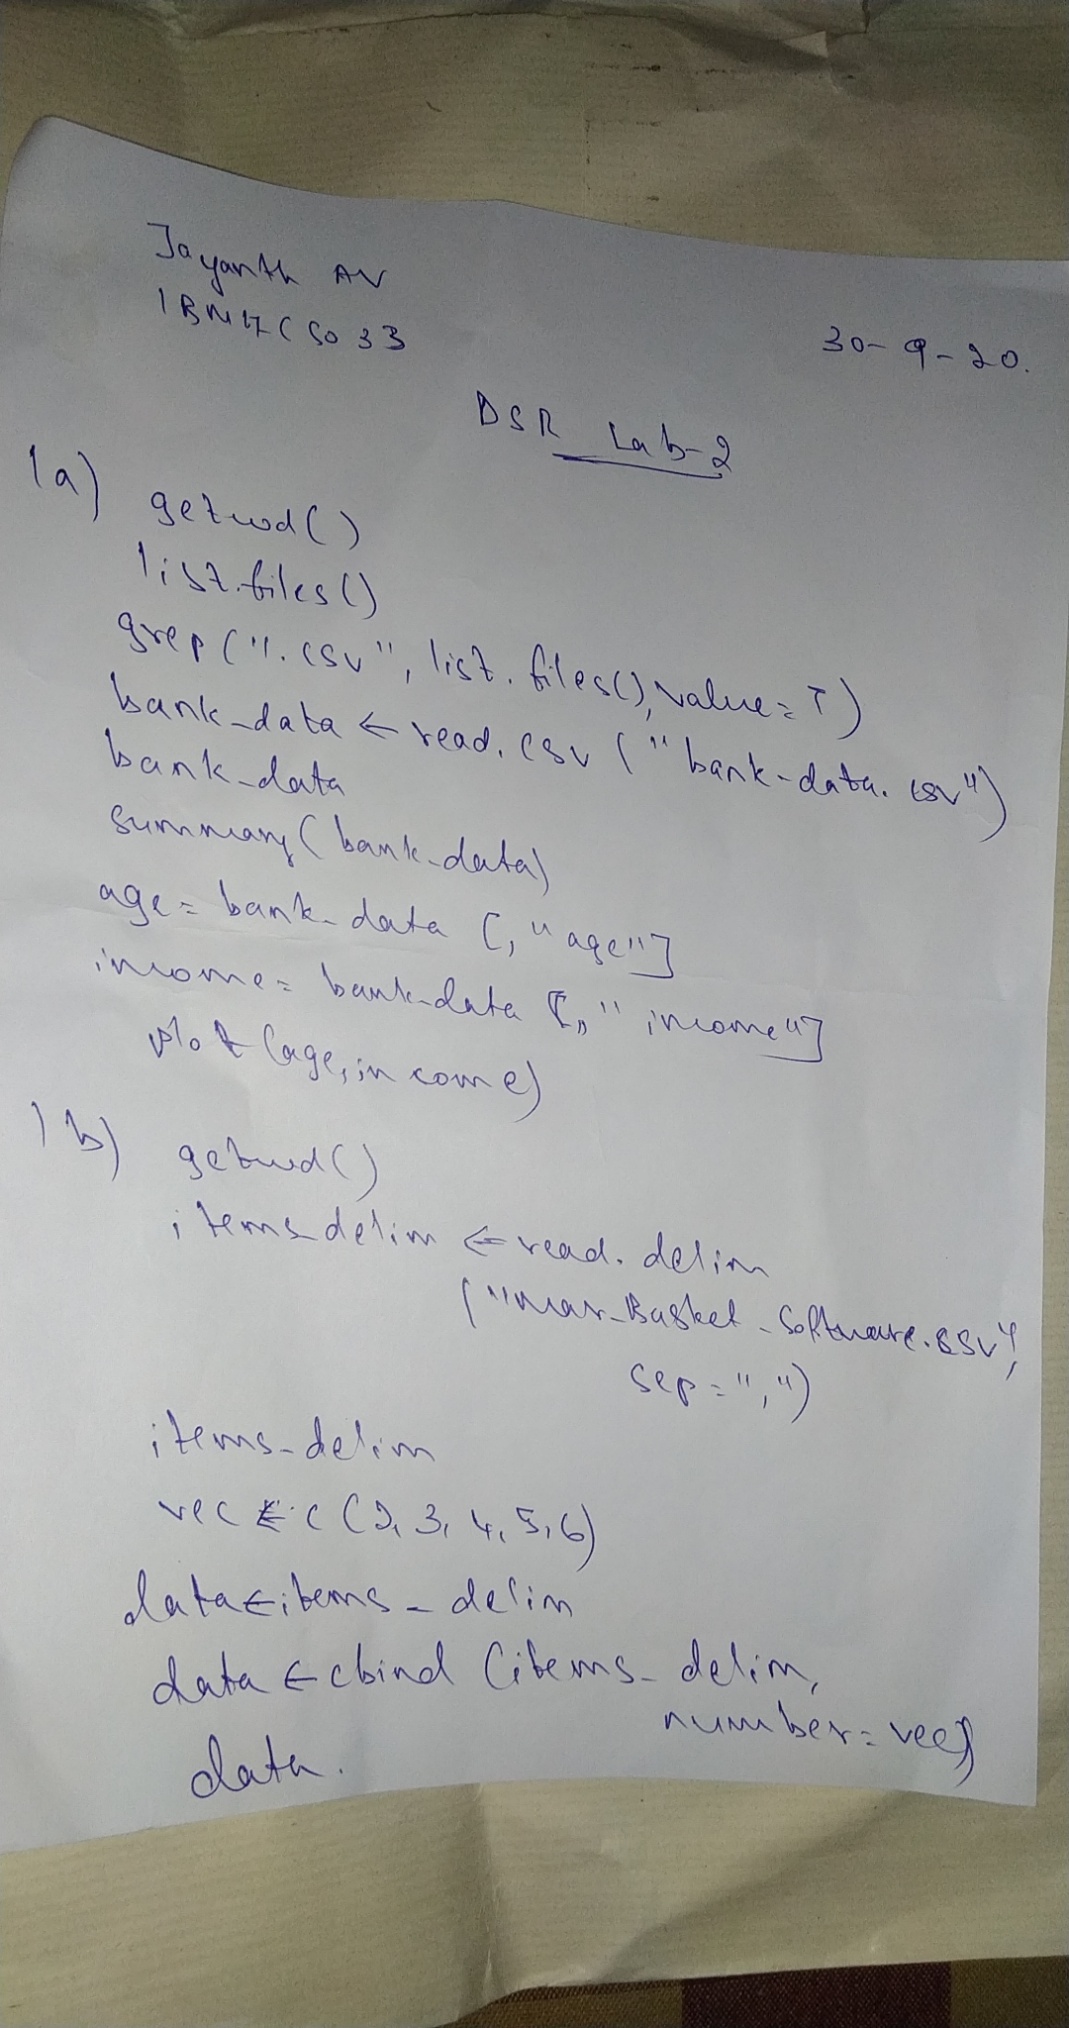 Jayanth AV
1BM17CS033
30-9-20.
DSR Lab-2
1a) getwd()
list.files()
grep(".csv", list.files(), value=T)
bank_data ← read.csv("bank-data.csv")
bank_data
summary(bank_data)
age = bank_data [,"age"]
income = bank_data [,"income"]
plot (age, income)
1b) getwd()
items_delim ← read.delim
("mar_Basket_Software.csv",
sep=",")
items_delim
vec ← c(2,3,4,5,6)
data ← items_delim
data ← cbind (items_delim,
number=vec)
data.